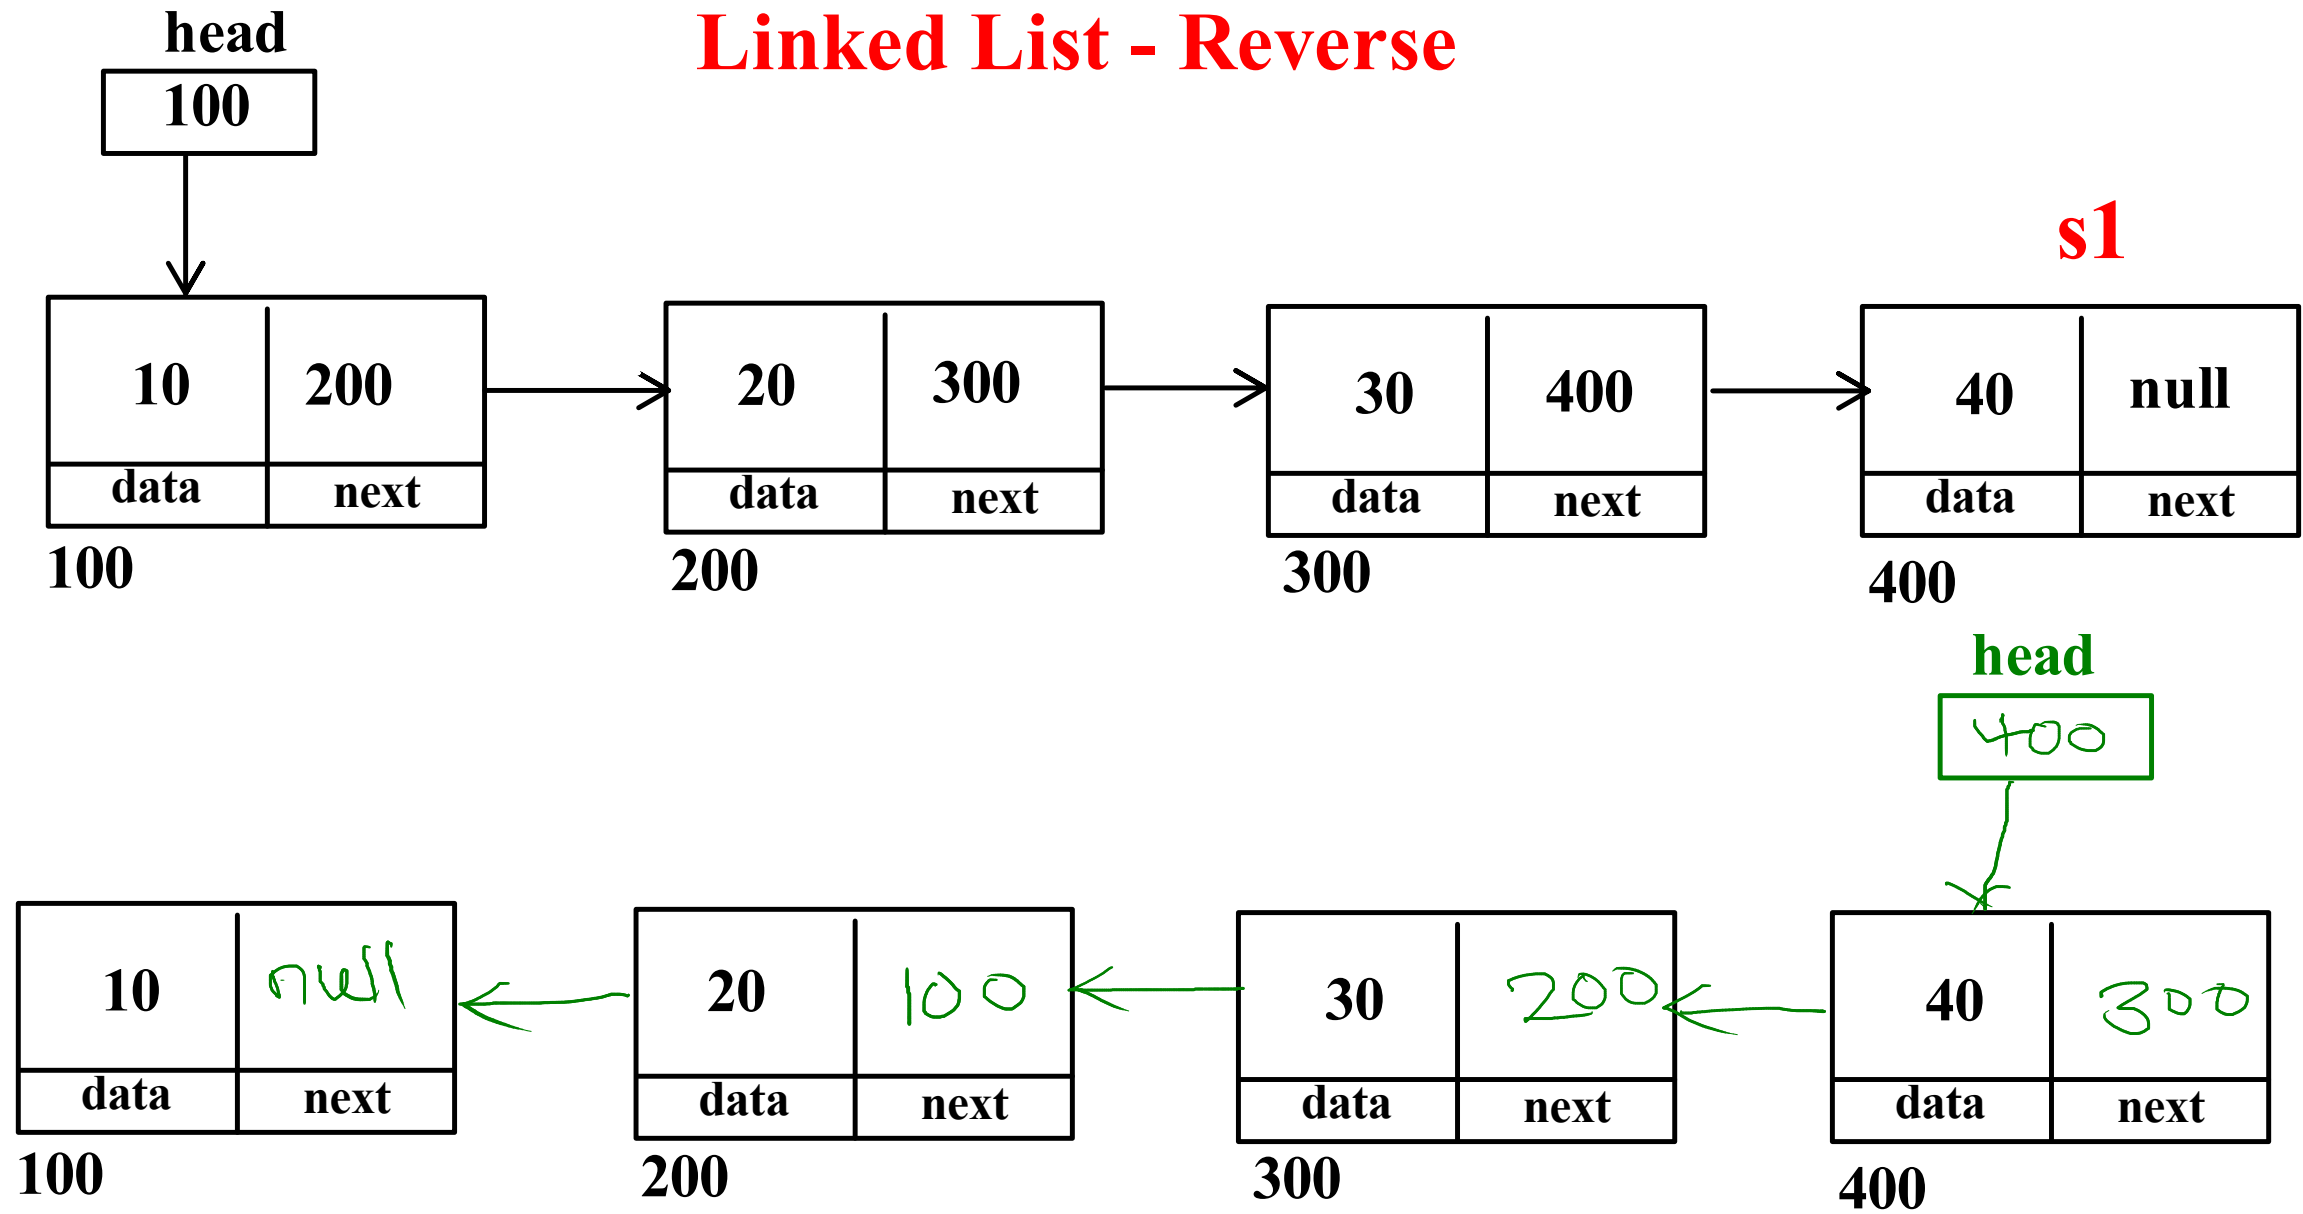 head
Linked List - Reverse
100
s1
10 200 20 300 30 400 40 null
data next data next data next data next
100 200 300 400
head
400
10 null 20 100 30 200 40 300
data next data next data next data next
100 200 300 400